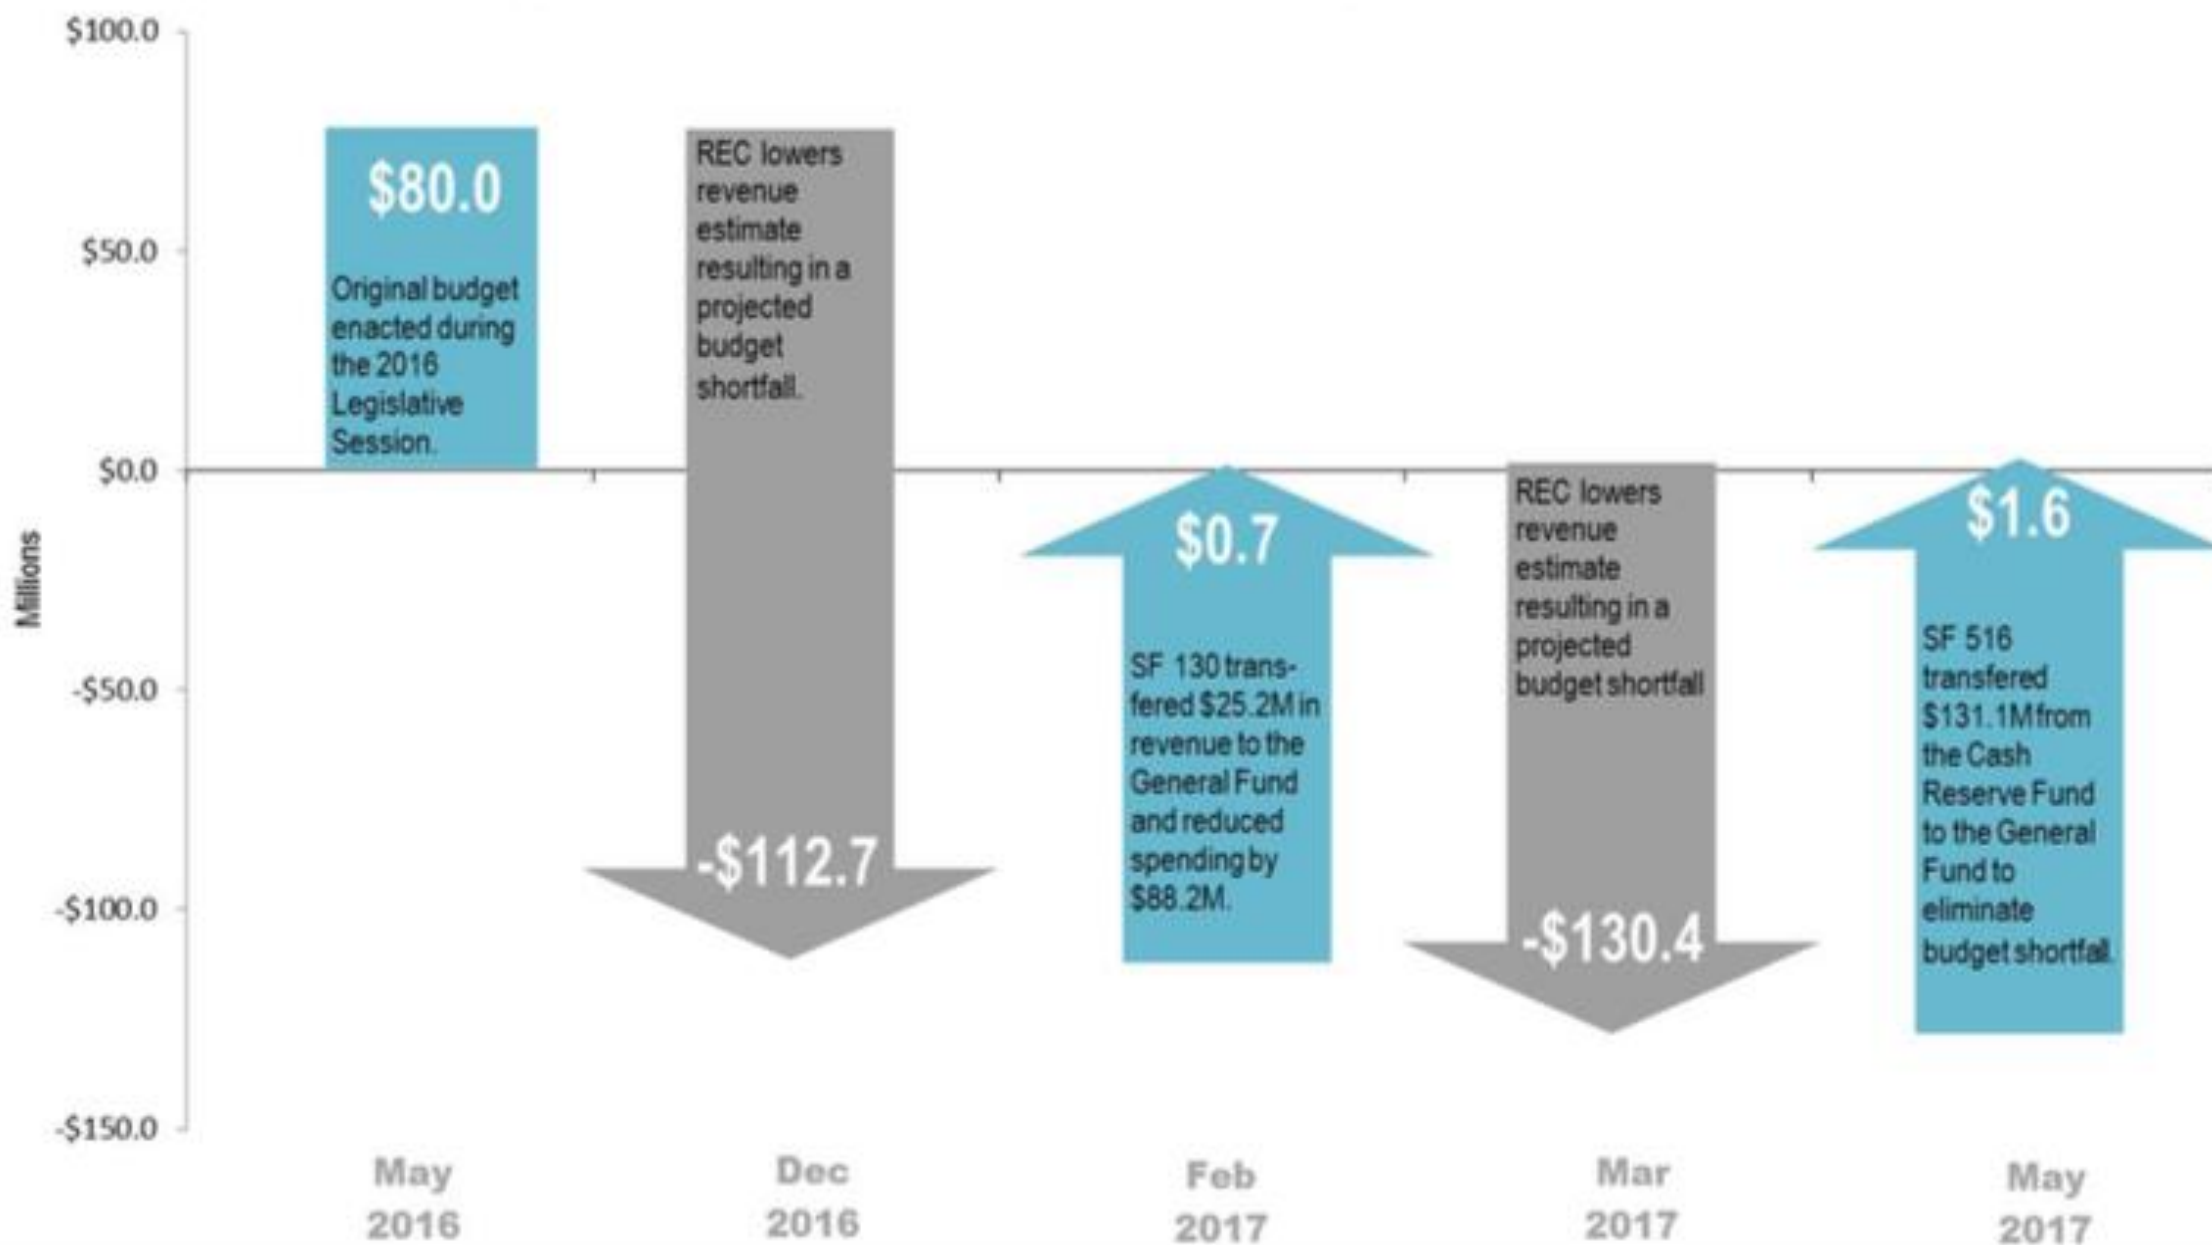 $100.0
$50.0
$0.0
-$50.0
-$100.0
-$150.0
Millions
$80.0
Original budget
enacted during
the 2016
Legislative
Session.
REC lowers
revenue
estimate
resulting in a
projected
budget
shortfall.
-$112.7
$0.7
SF 130 trans-
fered $25.2M in
revenue to the
General Fund
and reduced
spending by
$88.2M.
REC lowers
revenue
estimate
resulting in a
projected
budget shortfall
-$130.4
$1.6
SF 516
transfered
$131.1M from
the Cash
Reserve Fund
to the General
Fund to
eliminate
budget shortfall.
May
2016
Dec
2016
Feb
2017
Mar
2017
May
2017